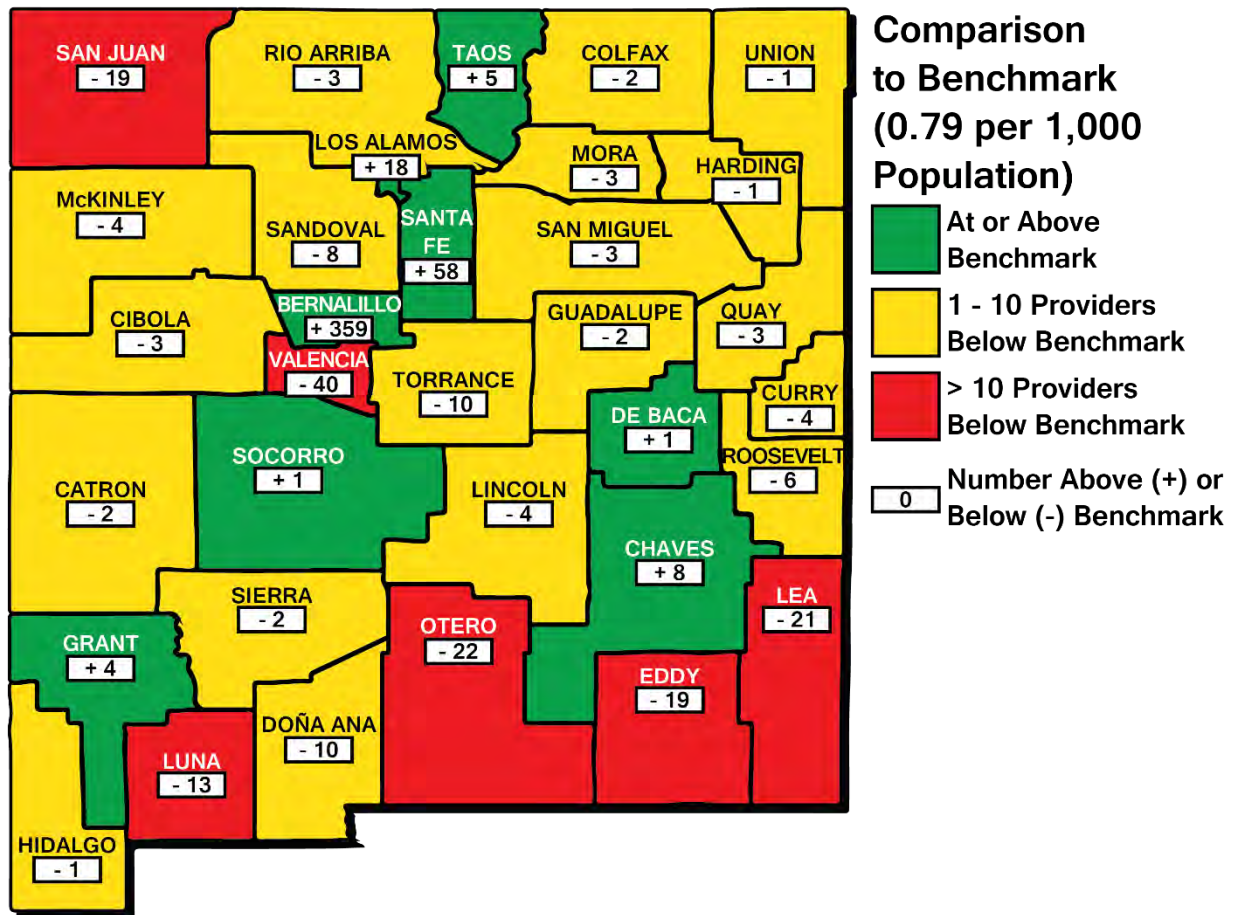 SAN JUAN
- 19
RIO ARRIBA
- 3
TAOS
+ 5
COLFAX
- 2
UNION
- 1
LOS ALAMOS
+ 18
MORA
- 3
HARDING
- 1
McKINLEY
- 4
SANDOVAL
- 8
SANTA
FE
+ 58
SAN MIGUEL
- 3
CIBOLA
- 3
BERNALILLO
+ 359
VALENCIA
- 40
TORRANCE
- 10
GUADALUPE
- 2
QUAY
- 3
CURRY
- 4
DE BACA
+ 1
ROOSEVELT
- 6
CATRON
- 2
SOCORRO
+ 1
LINCOLN
- 4
CHAVES
+ 8
SIERRA
- 2
OTERO
- 22
LEA
- 21
GRANT
+ 4
EDDY
- 19
DOÑA ANA
- 10
LUNA
- 13
HIDALGO
- 1
Comparison
to Benchmark
(0.79 per 1,000
Population)
At or Above
Benchmark
1 - 10 Providers
Below Benchmark
> 10 Providers
Below Benchmark
0
Number Above (+) or
Below (-) Benchmark